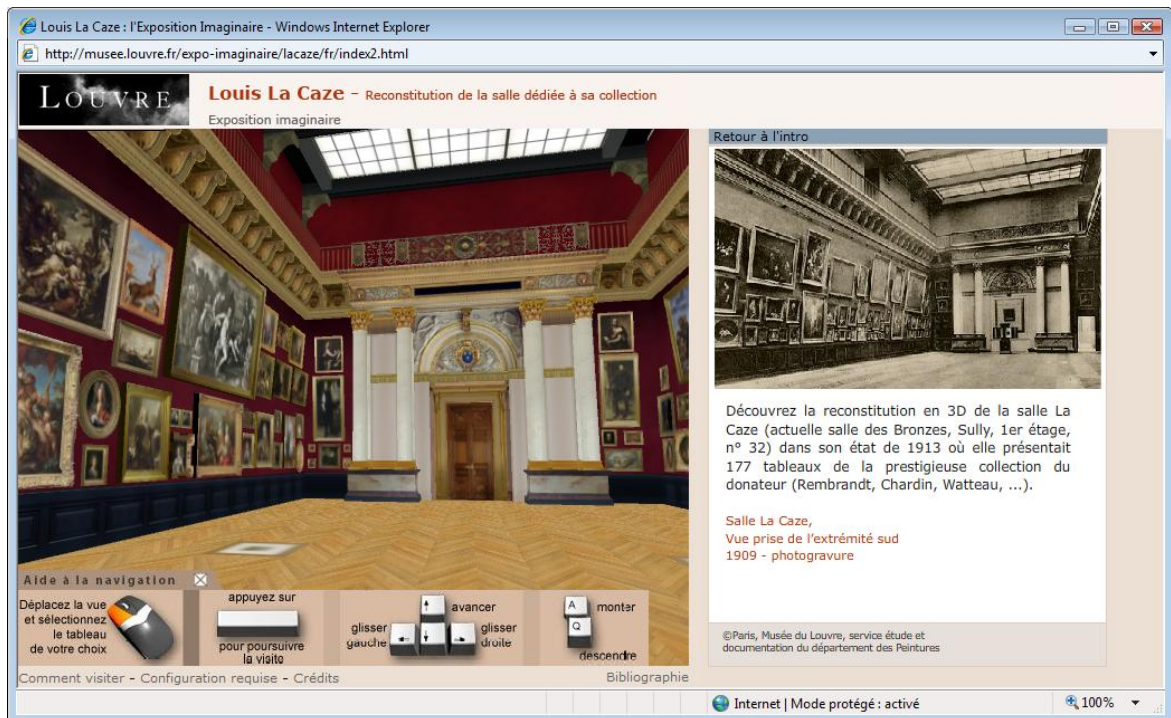 Louis La Caze : l'Exposition Imaginaire - Windows Internet Explorer
http://musee.louvre.fr/expo-imaginaire/lacaze/fr/index2.html
LOUVRE
Louis La Caze - Reconstitution de la salle dédiée à sa collection
Exposition imaginaire
Retour à l'intro
Découvrez la reconstitution en 3D de la salle La
Caze (actuelle salle des Bronzes, Sully, 1er étage,
n° 32) dans son état de 1913 où elle présentait
177 tableaux de la prestigieuse collection du
donateur (Rembrandt, Chardin, Watteau, ...).
Salle La Caze,
Vue prise de l'extrémité sud
1909 - photogravure
©Paris, Musée du Louvre, service étude et
documentation du département des Peintures
Aide à la navigation
Déplacez la vue
et sélectionnez
le tableau
de votre choix
appuyez sur
pour poursuivre
la visite
avancer
glisser
gauche
glisser
droite
A
monter
Q
descendre
Comment visiter - Configuration requise - Crédits
Bibliographie
Internet | Mode protégé : activé
100%